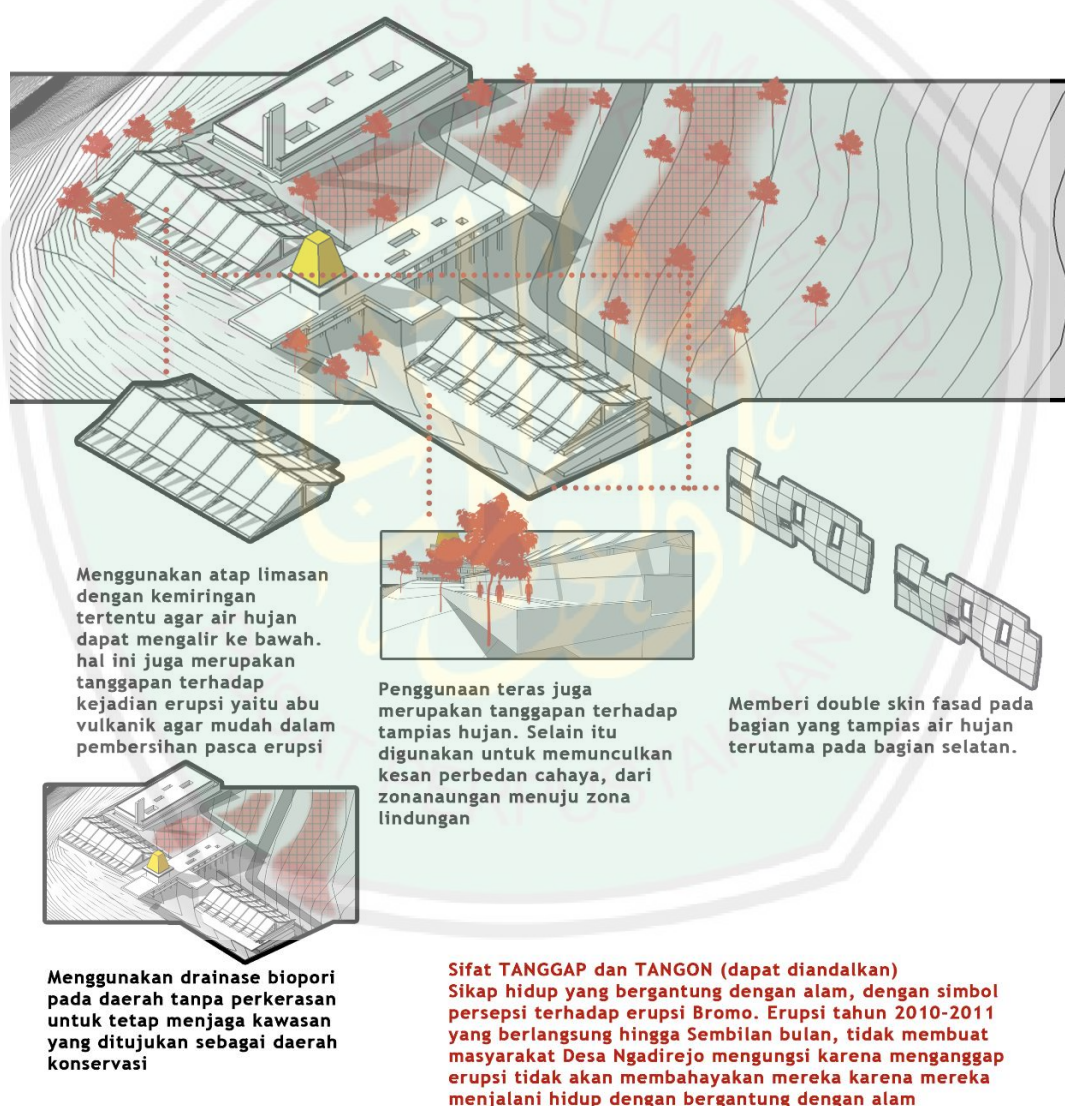 Menggunakan atap limasan
dengan kemiringan
tertentu agar air hujan
dapat mengalir ke bawah.
hal ini juga merupakan
tanggapan terhadap
kejadian erupsi yaitu abu
vulkanik agar mudah dalam
pembersihan pasca erupsi
Penggunaan teras juga
merupakan tanggapan terhadap
tampias hujan. Selain itu
digunakan untuk memunculkan
kesan perbedan cahaya, dari
zonanaungan menuju zona
lindungan
Memberi double skin fasad pada
bagian yang tampias air hujan
terutama pada bagian selatan.
Menggunakan drainase biopori
pada daerah tanpa perkerasan
untuk tetap menjaga kawasan
yang ditujukan sebagai daerah
konservasi
Sifat TANGGAP dan TANGON (dapat diandalkan)
Sikap hidup yang bergantung dengan alam, dengan simbol
persepsi terhadap erupsi Bromo. Erupsi tahun 2010-2011
yang berlangsung hingga Sembilan bulan, tidak membuat
masyarakat Desa Ngadirejo mengungsi karena menganggap
erupsi tidak akan membahayakan mereka karena mereka
menjalani hidup dengan bergantung dengan alam